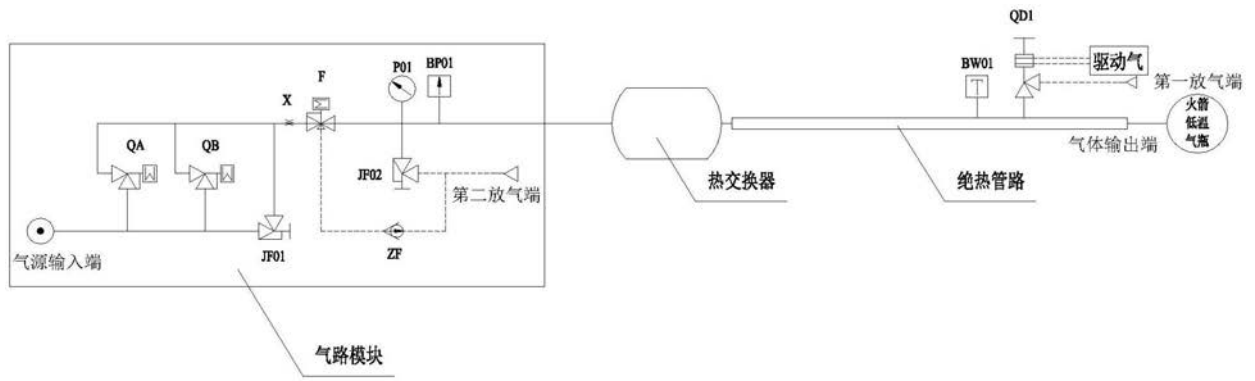 QD1
P01
BP01
BW01
驱动气
第一放气端
F
X
火箭
低温
气瓶
QA
QB
气体输出端
JF02
第二放气端
热交换器
绝热管路
气源输入端
JF01
ZF
气路模块